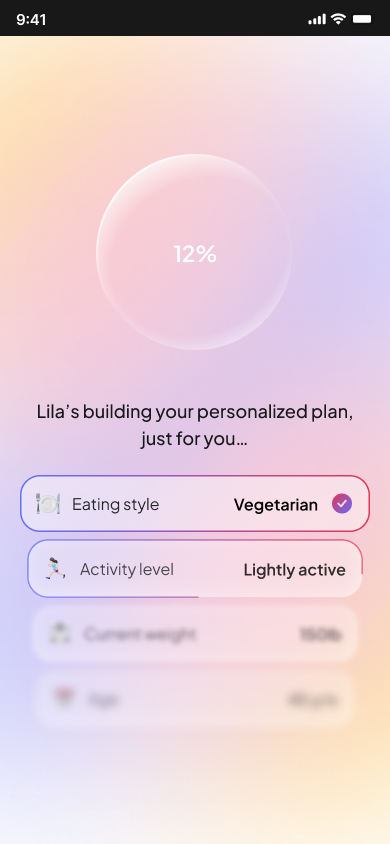 9:41
12%
Lila’s building your personalized plan,
just for you…
Eating style Vegetarian
Activity level Lightly active
Current weight 150lb
Age